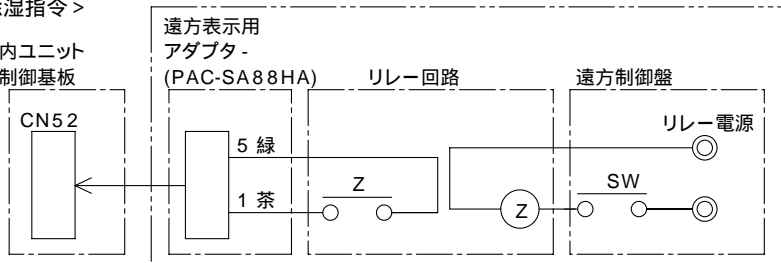 湿指令 >
遠方表示用
アダプタ -
(PAC-SA88HA)
内ユニット
制御基板
リレー回路
遠方制御盤
CN52
リレー電源
5 緑
1 茶
Z
Z
SW